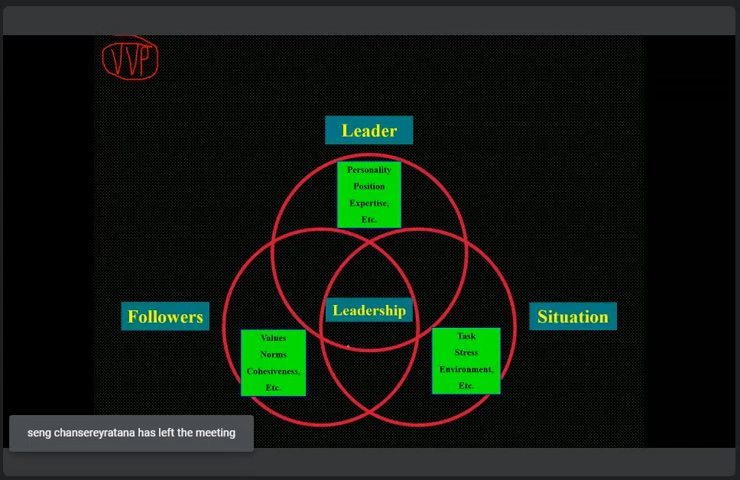 VVP
Leader
Personality
Position
Expertise,
Etc.
Followers
Leadership
Situation
Values
Norms
Cohesiveness,
Etc.
Task
Stress
Environment,
Etc.
seng chansereyratana has left the meeting